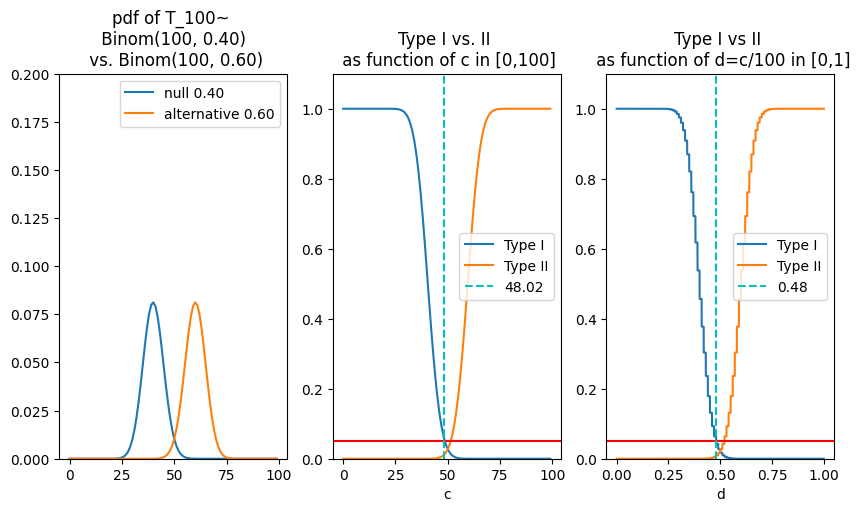 pdf of T_100~
Binom(100, 0.40)
vs. Binom(100, 0.60)
0.200
0.175
0.150
0.125
0.100
0.075
0.050
0.025
0.000
0
25
50
75
100
null 0.40
alternative 0.60
Type I vs. II
as function of c in [0,100]
1.0
0.8
0.6
0.4
0.2
0.0
0
25
50
75
100
c
Type I
Type II
48.02
Type I vs II
as function of d=c/100 in [0,1]
1.0
0.8
0.6
0.4
0.2
0.0
0.00
0.25
0.50
0.75
1.00
d
Type I
Type II
0.48